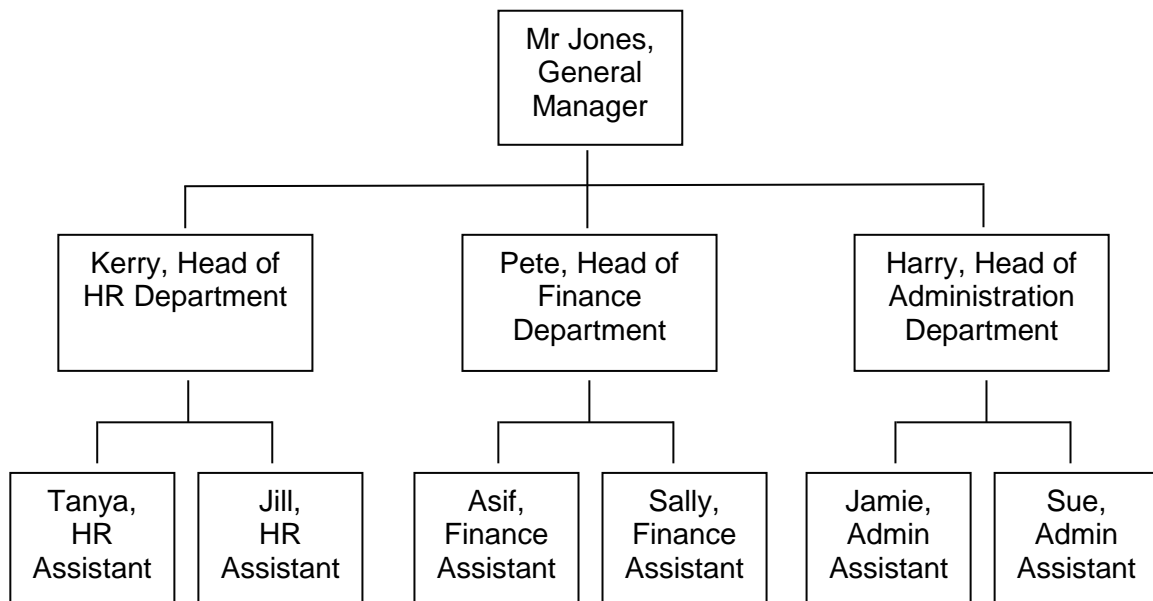 Mr Jones,
General
Manager
Kerry, Head of
HR Department
Pete, Head of
Finance
Department
Harry, Head of
Administration
Department
Tanya,
HR
Assistant
Jill,
HR
Assistant
Asif,
Finance
Assistant
Sally,
Finance
Assistant
Jamie,
Admin
Assistant
Sue,
Admin
Assistant